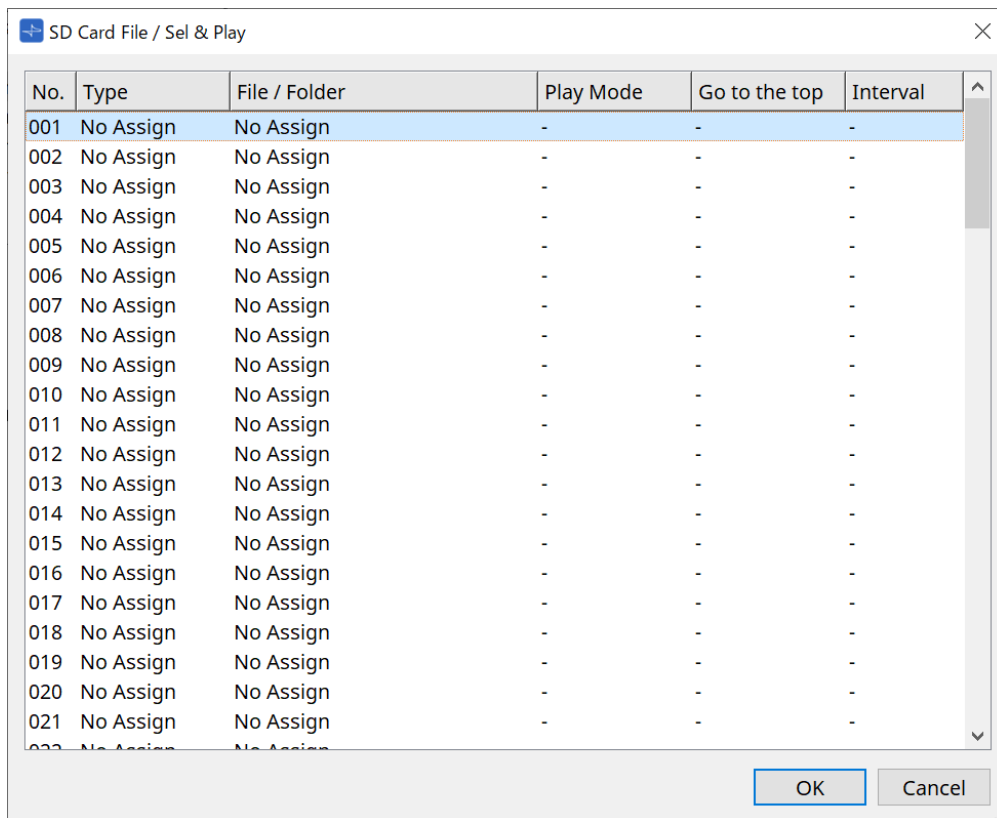 SD Card File / Sel & Play
No. Type File / Folder Play Mode Go to the top Interval
001 No Assign No Assign - - -
002 No Assign No Assign - - -
003 No Assign No Assign - - -
004 No Assign No Assign - - -
005 No Assign No Assign - - -
006 No Assign No Assign - - -
007 No Assign No Assign - - -
008 No Assign No Assign - - -
009 No Assign No Assign - - -
010 No Assign No Assign - - -
011 No Assign No Assign - - -
012 No Assign No Assign - - -
013 No Assign No Assign - - -
014 No Assign No Assign - - -
015 No Assign No Assign - - -
016 No Assign No Assign - - -
017 No Assign No Assign - - -
018 No Assign No Assign - - -
019 No Assign No Assign - - -
020 No Assign No Assign - - -
021 No Assign No Assign - - -
022 No Assign No Assign
OK Cancel